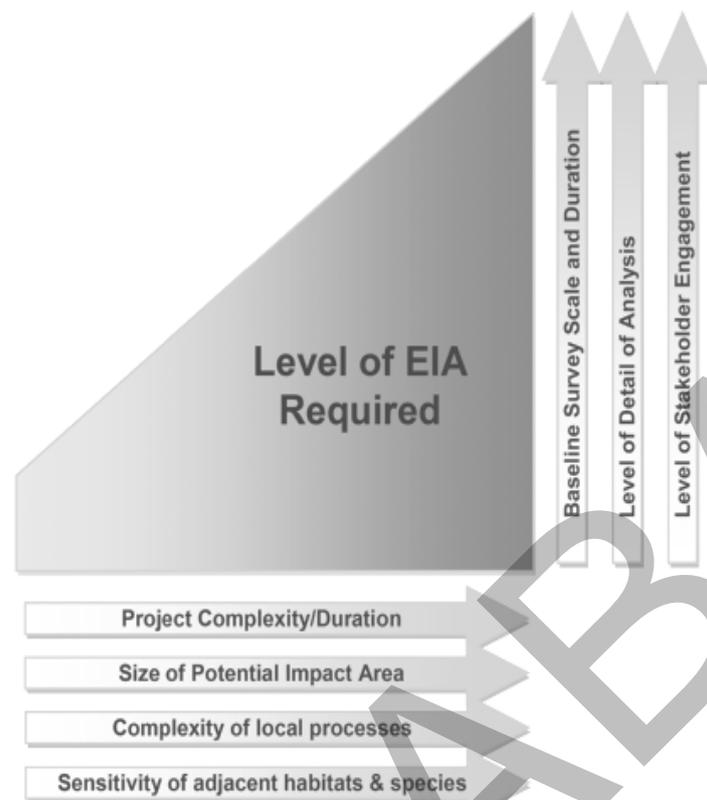 Level of EIA
Required
Baseline Survey Scale and Duration
Level of Detail of Analysis
Level of Stakeholder Engagement
Project Complexity/Duration
Size of Potential Impact Area
Complexity of local processes
Sensitivity of adjacent habitats & species